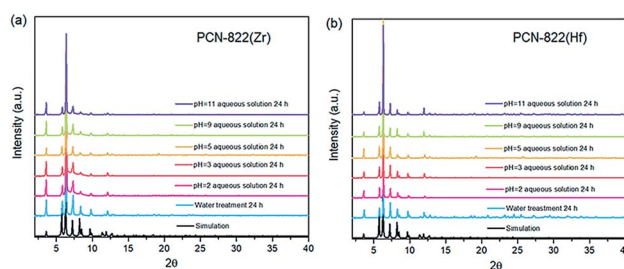 (a)
PCN-822(Zr)
Intensity (a.u.)
pH=11 aqueous solution 24 h
pH=9 aqueous solution 24 h
pH=5 aqueous solution 24 h
pH=3 aqueous solution 24 h
pH=2 aqueous solution 24 h
Water treatment 24 h
Simulation
5 10 15 20 25 30 35 40
2θ
(b)
PCN-822(Hf)
Intensity (a.u.)
pH=11 aqueous solution 24 h
pH=9 aqueous solution 24 h
pH=5 aqueous solution 24 h
pH=3 aqueous solution 24 h
pH=2 aqueous solution 24 h
Water treasment 24 h
Simulation
5 10 15 20 25 30 35 40
2θ